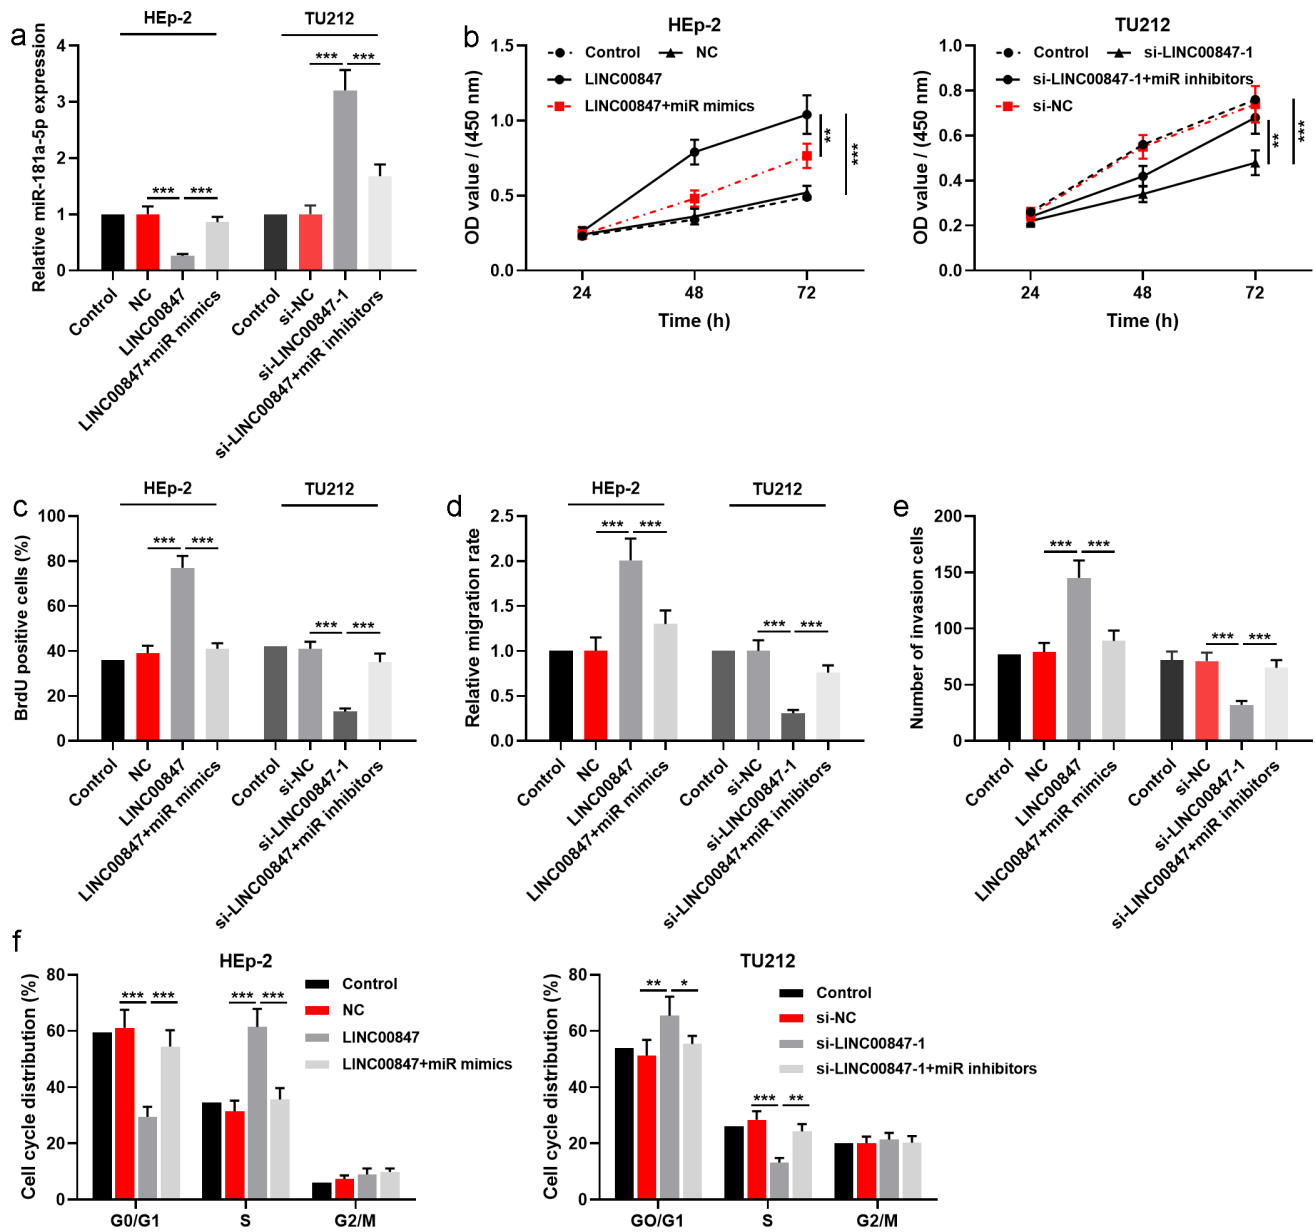 a
HEp-2
TU212
Relative miR-181a-5p expression
4
3
2
1
0
***
***
***
***
Control
NC
LINC00847
LINC00847+miR mimics
Control
si-NC
si-LINC00847-1
si-LINC00847+miR inhibitors
b
HEp-2
Control
NC
LINC00847
LINC00847+miR mimics
OD value / (450 nm)
1.5
1.0
0.5
0.0
**
***
24
48
72
Time (h)
TU212
Control
si-LINC00847-1
si-LINC00847-1+miR inhibitors
si-NC
OD value / (450 nm)
1.0
0.8
0.6
0.4
0.2
0.0
**
***
24
48
72
Time (h)
c
HEp-2
TU212
BrdU positive cells (%)
100
80
60
40
20
0
***
***
***
***
Control
NC
LINC00847
LINC00847+miR mimics
Control
si-NC
si-LINC00847-1
si-LINC00847+miR inhibitors
d
HEp-2
TU212
Relative migration rate
2.5
2.0
1.5
1.0
0.5
0.0
***
***
***
***
Control
NC
LINC00847
LINC00847+miR mimics
Control
si-NC
si-LINC00847-1
si-LINC00847+miR inhibitors
e
Number of invasion cells
200
150
100
50
0
***
***
***
***
Control
NC
LINC00847
LINC00847+miR mimics
Control
si-NC
si-LINC00847-1
si-LINC00847+miR inhibitors
f
HEp-2
Cell cycle distribution (%)
80
60
40
20
0
***
***
***
***
Control
NC
LINC00847
LINC00847+miR mimics
G0/G1
S
G2/M
TU212
Cell cycle distribution (%)
80
60
40
20
0
**
*
***
**
Control
si-NC
si-LINC00847-1
si-LINC00847-1+miR inhibitors
GO/G1
S
G2/M